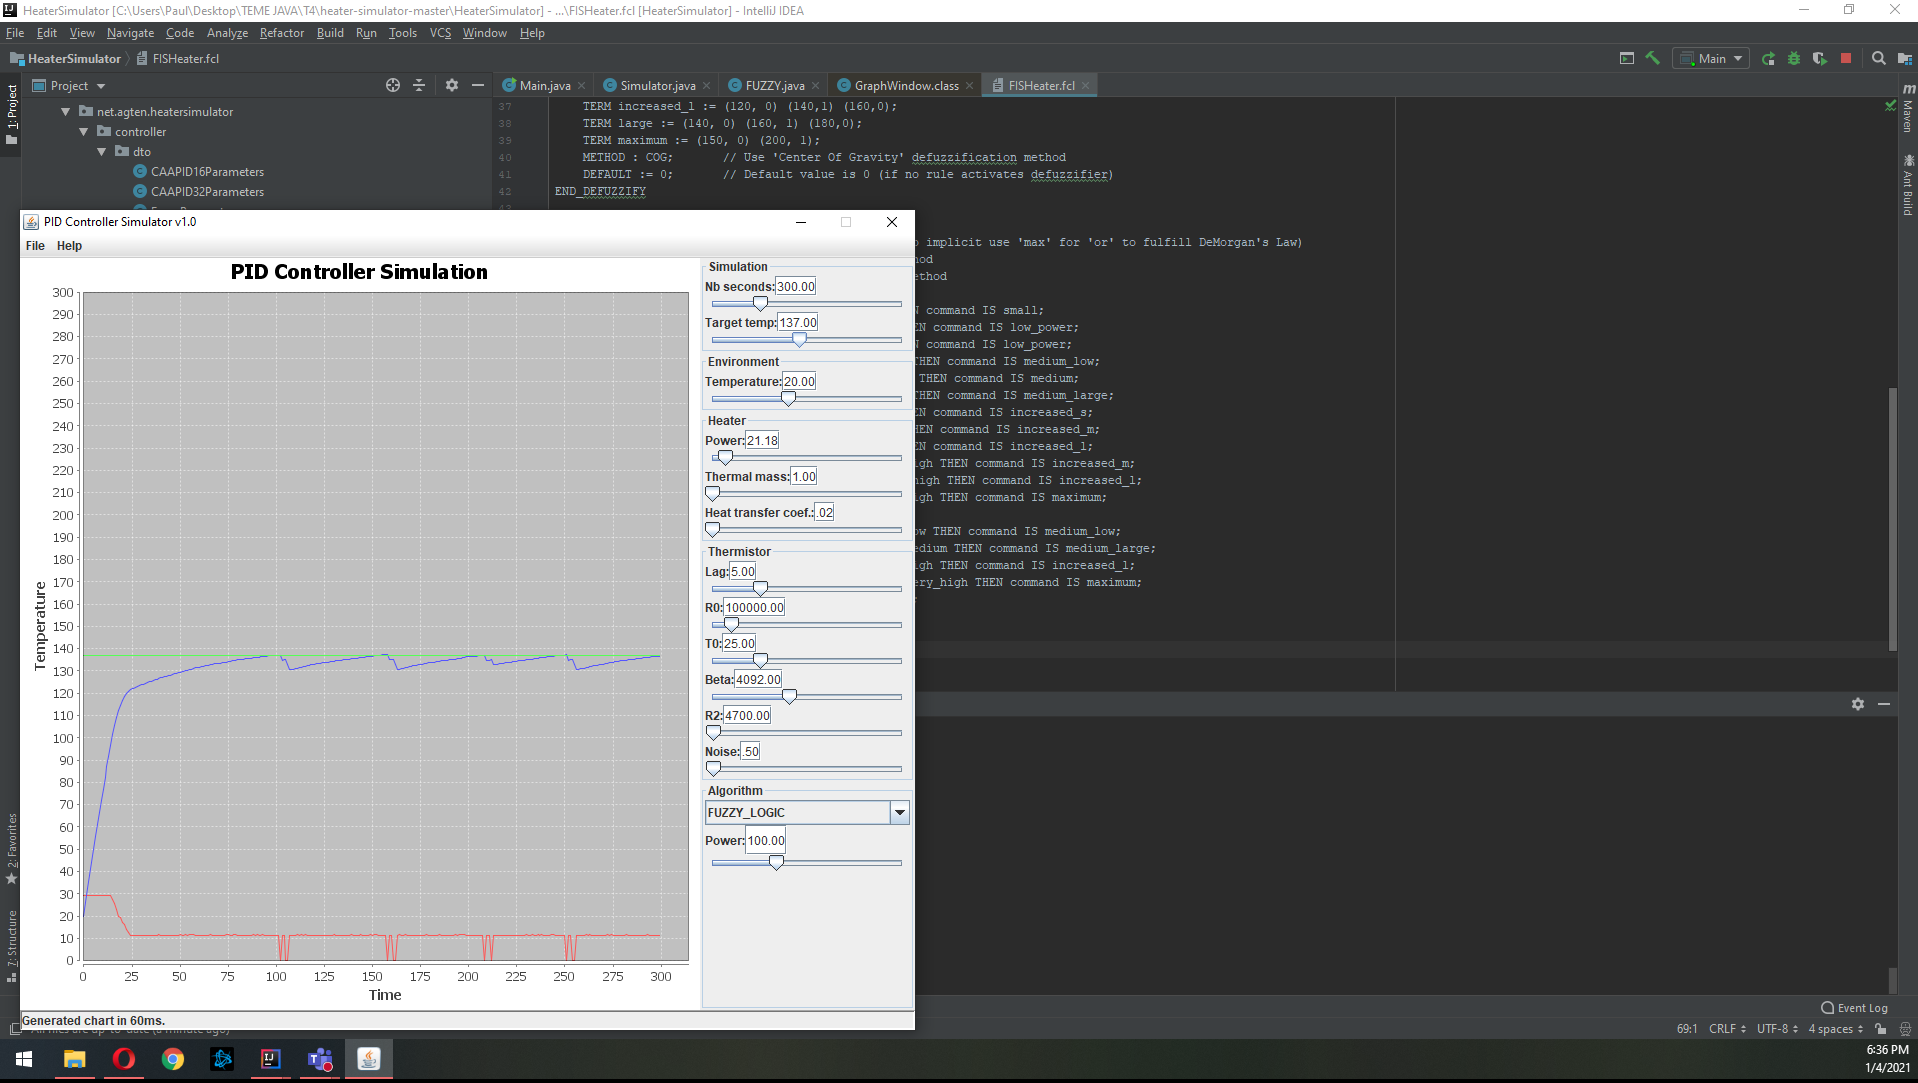 HeaterSimulator [C:\Users\Paul\Desktop\TEME JAVA\T4\heater-simulator-master\HeaterSimulator] - ...\FISHeater.fcl [HeaterSimulator] - IntelliJ IDEA
File Edit View Navigate Code Analyze Refactor Build Run Tools VCS Window Help
HeaterSimulator FISHeater.fcl Main
Project Main.java Simulator.java FUZZY.java GraphWindow.class FISHeater.fcl
1: Project
Maven
Ant Build
net.agten.heatersimulator
controller
dto
CAAPID16Parameters
CAAPID32Parameters
37 TERM increased_l := (120, 0) (140,1) (160,0);
38 TERM large := (140, 0) (160, 1) (180,0);
39 TERM maximum := (150, 0) (200, 1);
40 METHOD : COG; // Use 'Center Of Gravity' defuzzification method
41 DEFAULT := 0; // Default value is 0 (if no rule activates defuzzifier)
42 END_DEFUZZIFY
implicit use 'max' for 'or' to fulfill DeMorgan's Law)
command IS small;
command IS low_power;
command IS low_power;
THEN command IS medium_low;
THEN command IS medium;
THEN command IS medium_large;
command IS increased_s;
command IS increased_m;
command IS increased_l;
THEN command IS increased_m;
THEN command IS increased_l;
THEN command IS maximum;
THEN command IS medium_low;
THEN command IS medium_large;
THEN command IS increased_l;
THEN command IS maximum;
PID Controller Simulator v1.0
File Help
PID Controller Simulation
Temperature
300
290
280
270
260
250
240
230
220
210
200
190
180
170
160
150
140
130
120
110
100
90
80
70
60
50
40
30
20
10
0
0 25 50 75 100 125 150 175 200 225 250 275 300
Time
Simulation
Nb seconds: 300.00
Target temp: 137.00
Environment
Temperature: 20.00
Heater
Power: 21.18
Thermal mass: 1.00
Heat transfer coef.: .02
Thermistor
Lag: 5.00
R0: 100000.00
T0: 25.00
Beta: 4092.00
R2: 4700.00
Noise: .50
Algorithm
FUZZY_LOGIC
Power: 100.00
Generated chart in 60ms.
2: Favorites
7: Structure
Event Log
69:1 CRLF UTF-8 4 spaces
6:36 PM
1/4/2021